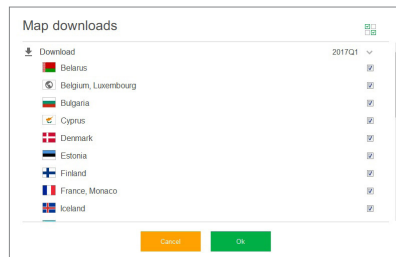 Map downloads
Download 2017Q1
Belarus
Belgium, Luxembourg
Bulgaria
Cyprus
Denmark
Estonia
Finland
France, Monaco
Iceland
Cancel Ok